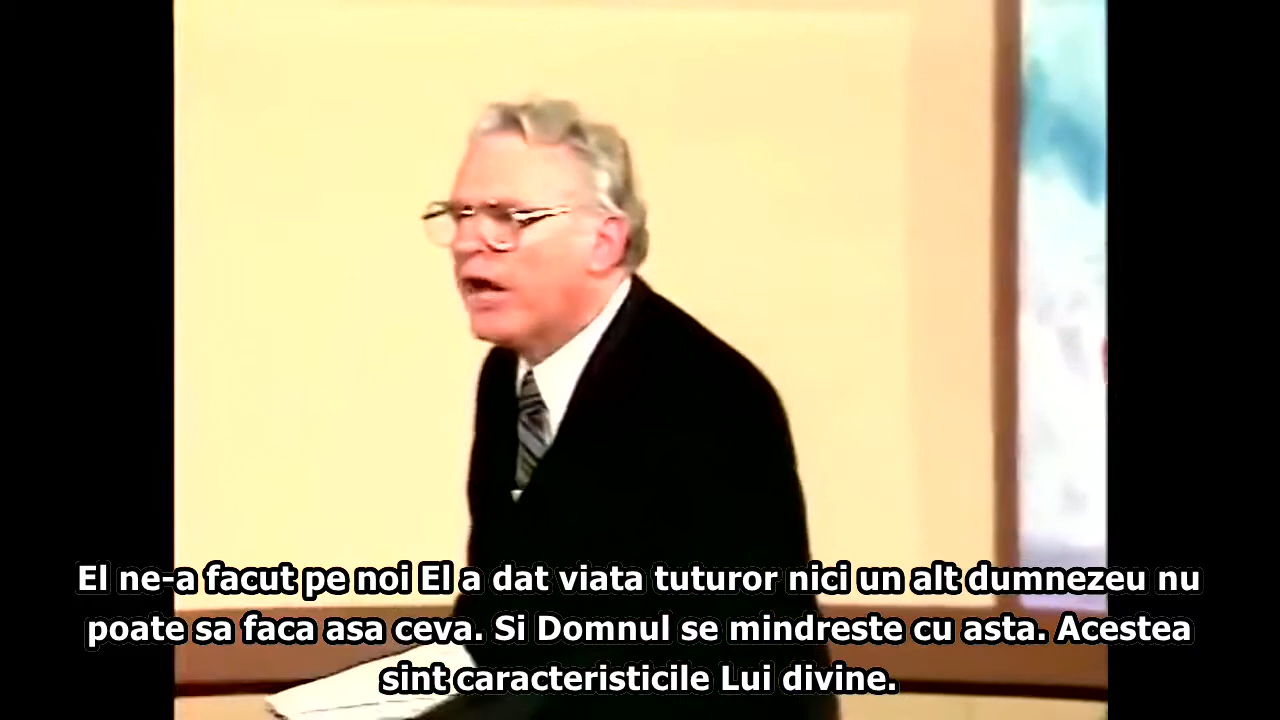 El ne-a facut pe noi El a dat viata tuturor nici un alt dumnezeu nu
poate sa faca asa ceva. Si Domnul se mindreste cu asta. Acestea
sint caracteristicile Lui divine.